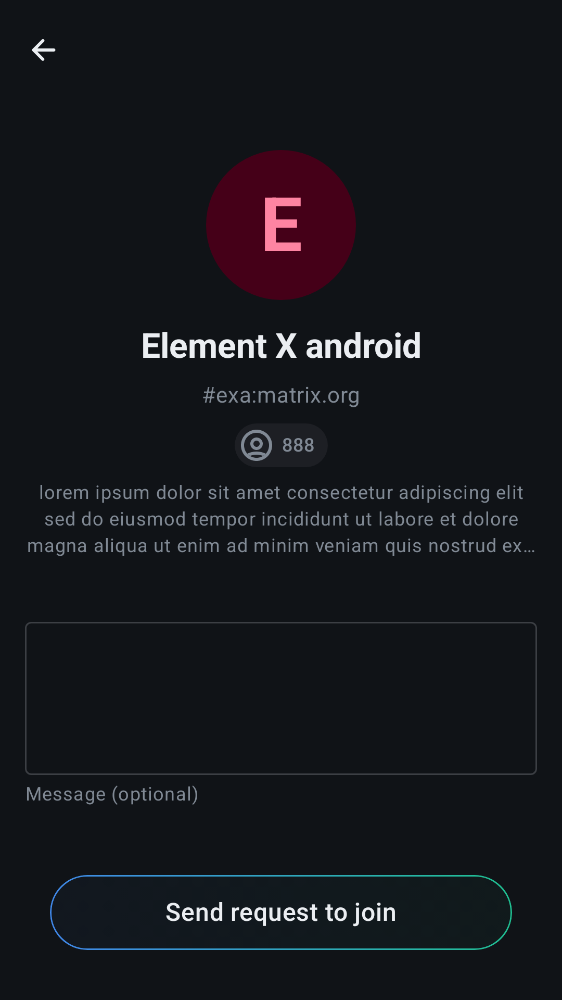 E
Element X android
#exa:matrix.org
888
lorem ipsum dolor sit amet consectetur adipiscing elit
sed do eiusmod tempor incididunt ut labore et dolore
magna aliqua ut enim ad minim veniam quis nostrud ex…
Message (optional)
Send request to join